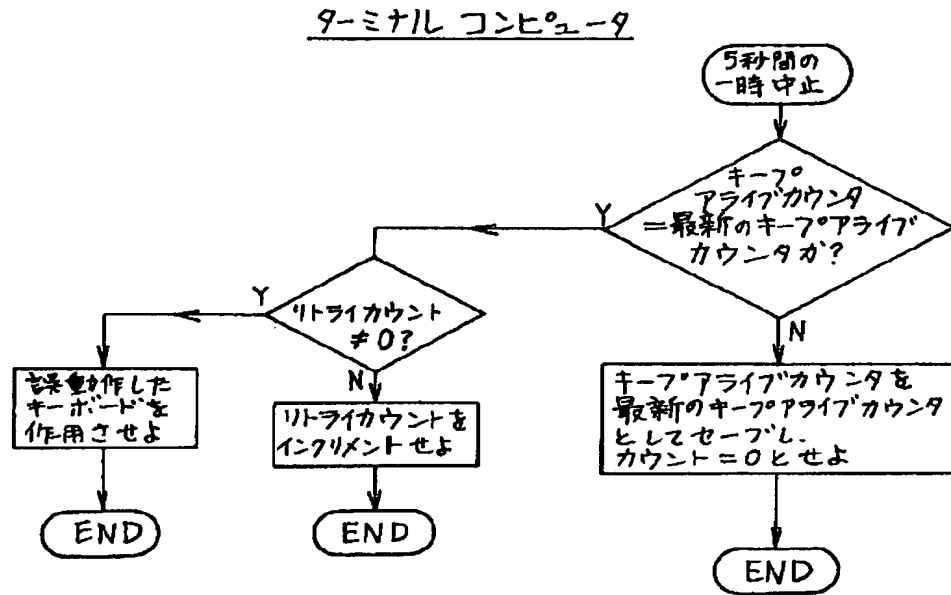 ターミナル コンピュータ
5秒間の
一時中止
キープ
アライブカウンタ
=最新のキープアライブ
カウンタか?
Y
N
リトライカウント
≠ 0?
Y
N
誤動作した
キーボードを
作用させよ
リトライカウントを
インクリメントせよ
キープアライブカウンタを
最新のキープアライブカウンタ
としてセーブし、
カウント=0とせよ
END
END
END